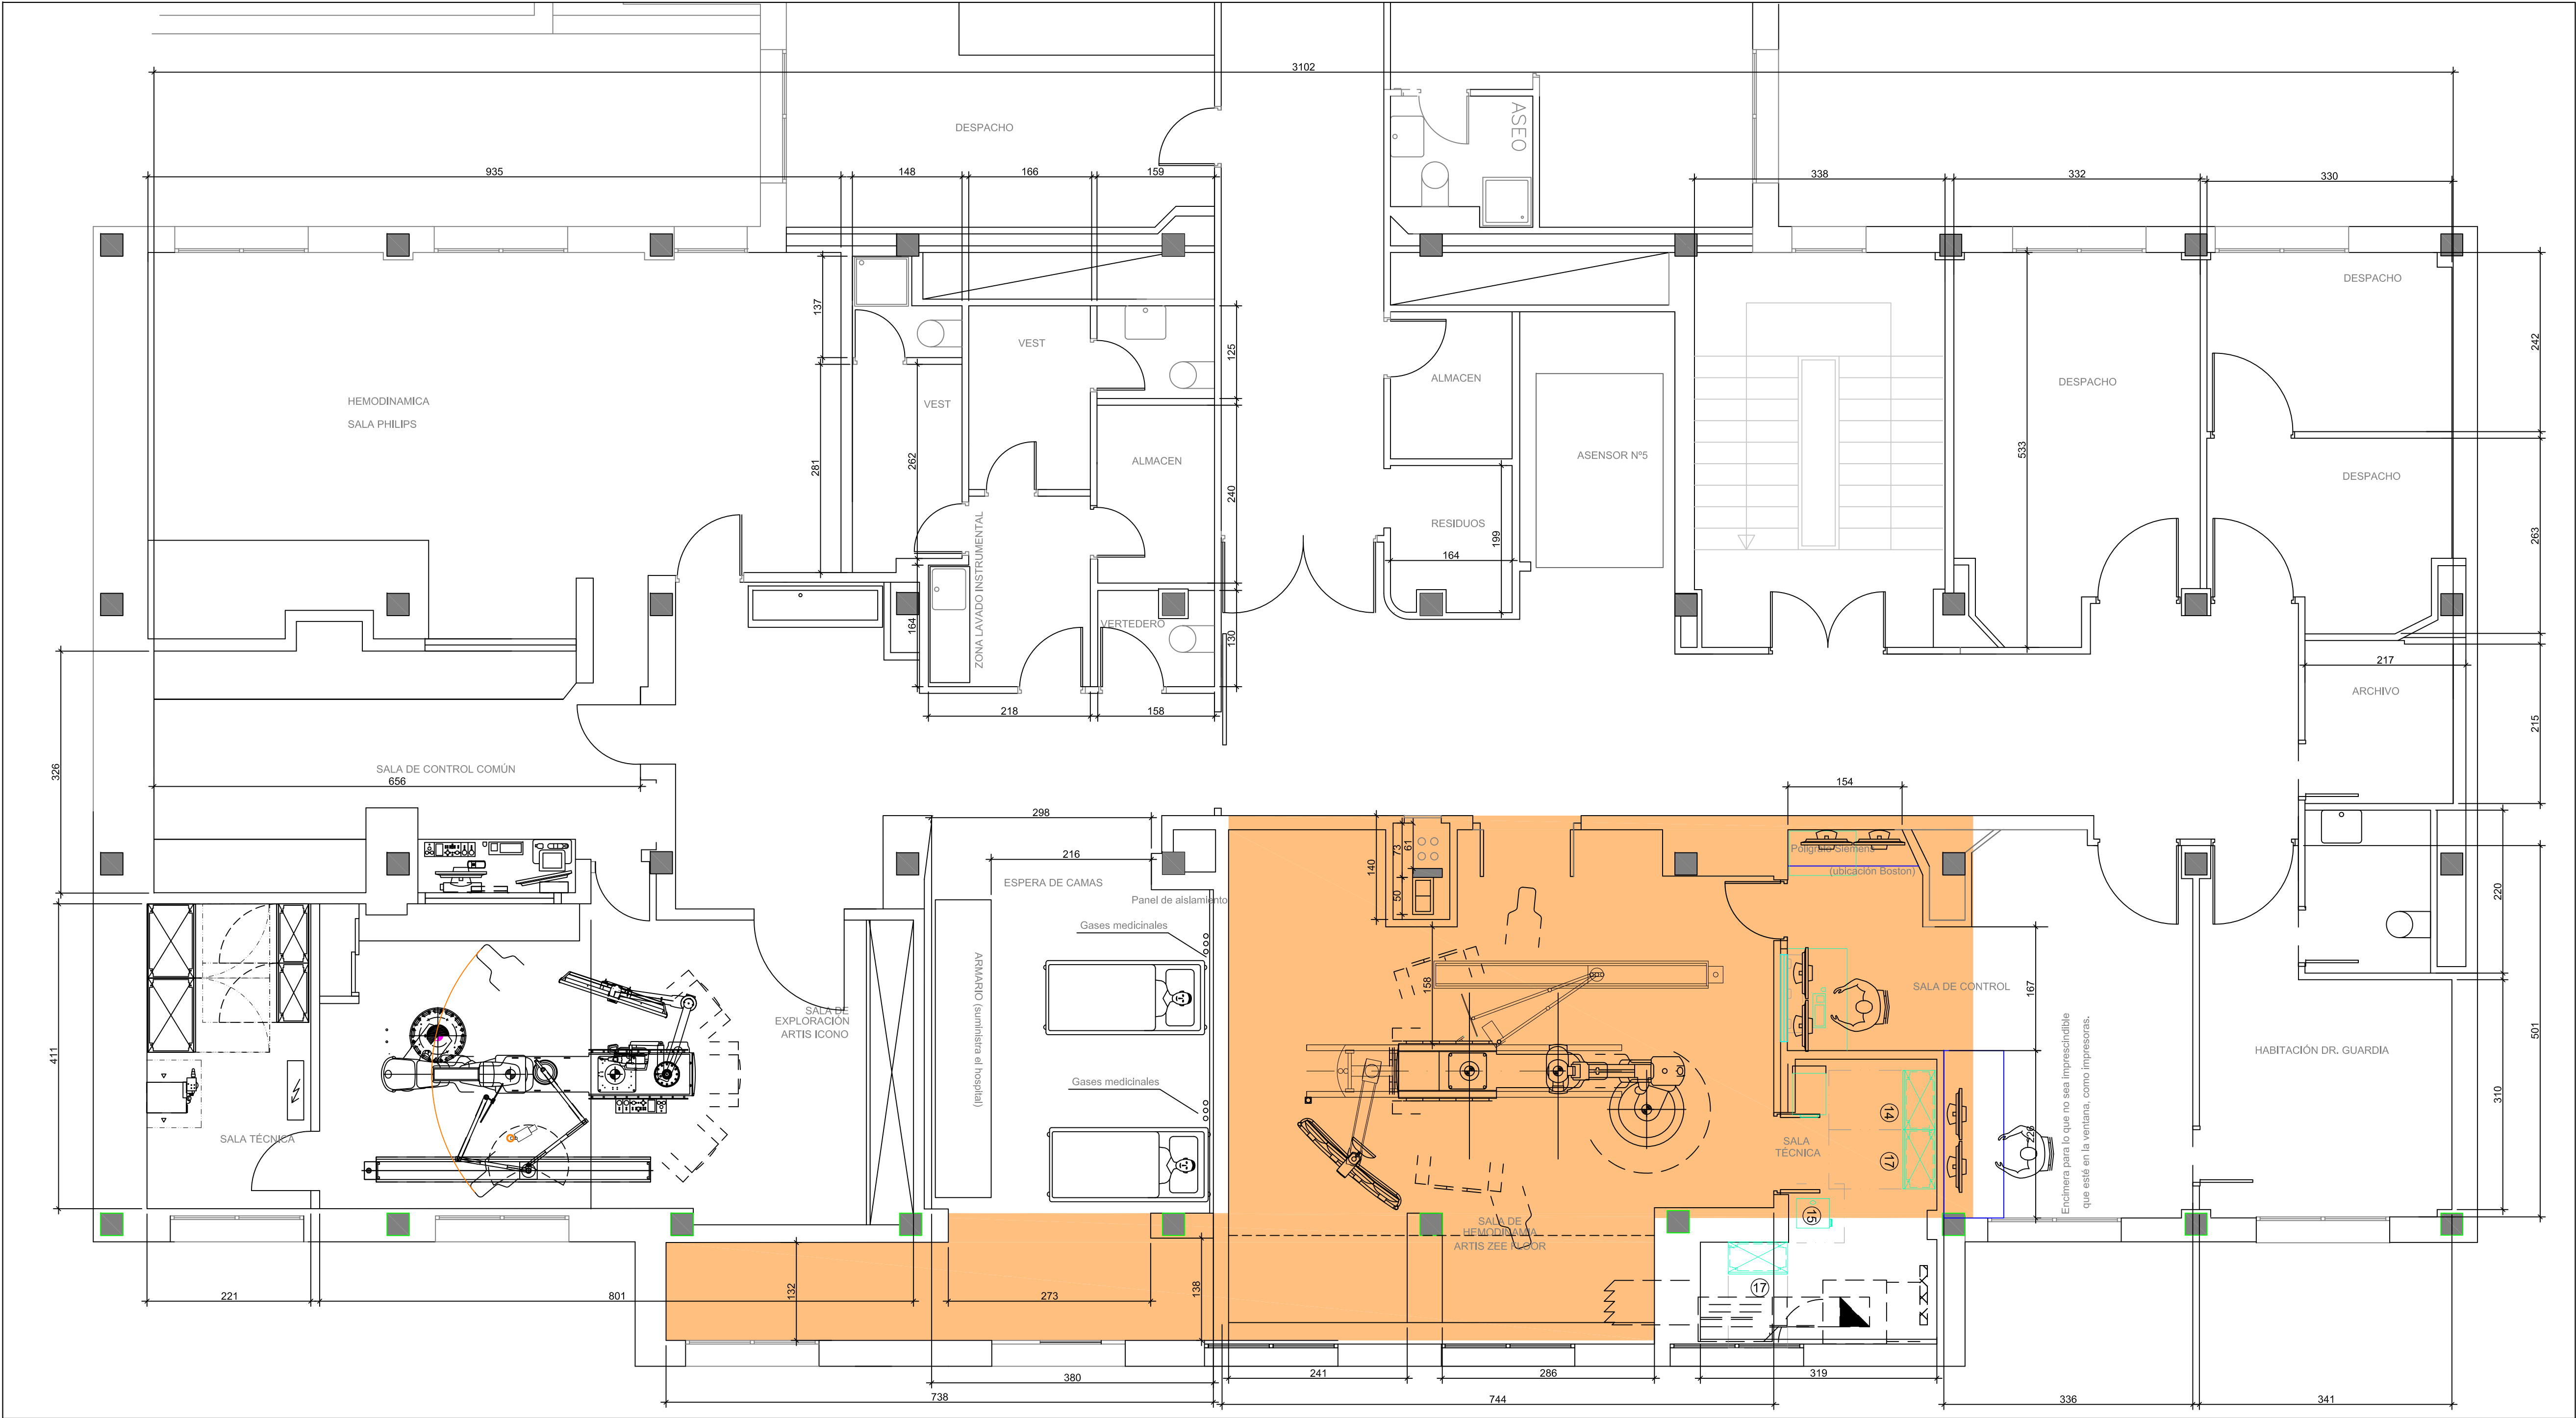 3102
DESPACHO
ASEO
935
148
166
159
338
332
330
DESPACHO
137
VEST
125
242
ALMACEN
DESPACHO
HEMODINAMICA
SALA PHILIPS
VEST
281
262
ALMACEN
240
ASENSOR Nº5
533
DESPACHO
ZONA LAVADO INSTRUMENTAL
RESIDUOS
199
164
263
164
VERTEDERO
130
217
ARCHIVO
218
158
215
326
SALA DE CONTROL COMÚN
656
154
298
216
ESPERA DE CAMAS
140
73
61
50
Poligrafo Siemens
(ubicación Boston)
Panel de aislamiento
Gases medicinales
220
ARMARIO (suministra el hospital)
158
SALA DE CONTROL
167
SALA DE
EXPLORACIÓN
ARTIS ICONO
411
501
HABITACIÓN DR. GUARDIA
Encimera para lo que no sea imprescindible
que esté en la ventana, como impresoras.
Gases medicinales
310
14
226
SALA TÉCNICA
SALA
TÉCNICA
17
15
SALA DE
HEMODINAMIA
ARTIS ZEE FLOOR
17
221
801
132
273
138
380
241
286
319
738
744
336
341